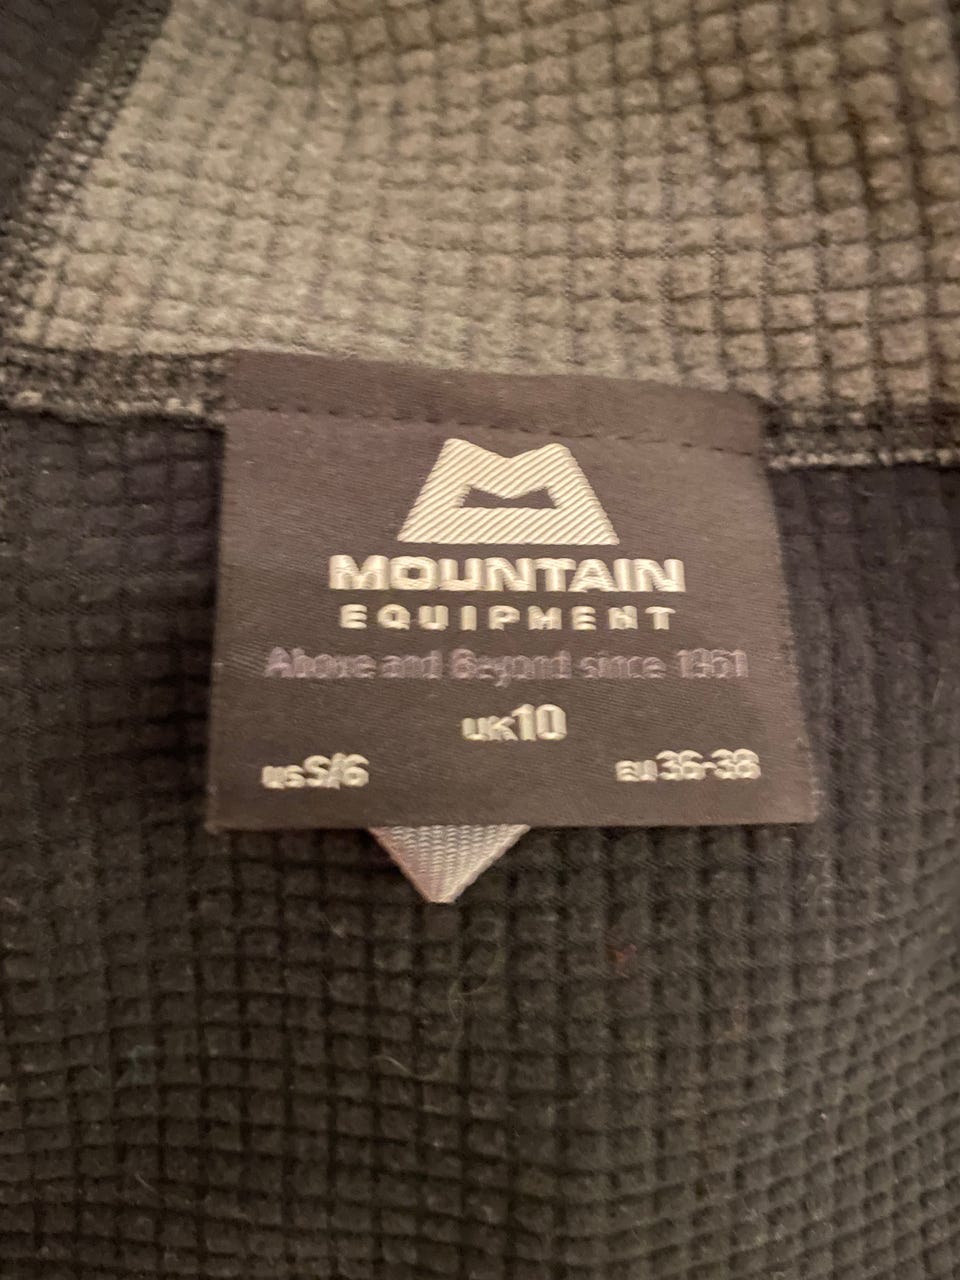 MOUNTAIN
EQUIPMENT
Above and Beyond since 1961
UK10
US S/6
EU 36-38